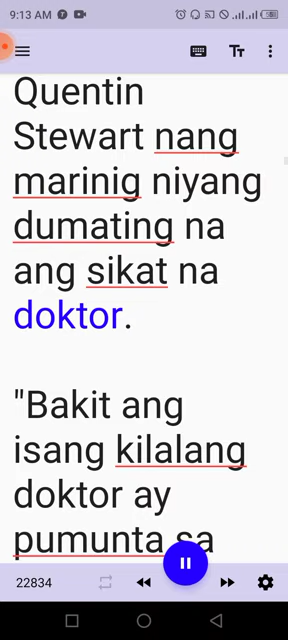 9:13 AM
Quentin
Stewart nang
marinig niyang
dumating na
ang sikat na
doktor.
"Bakit ang
isang kilalang
doktor ay
pumunta sa
22834